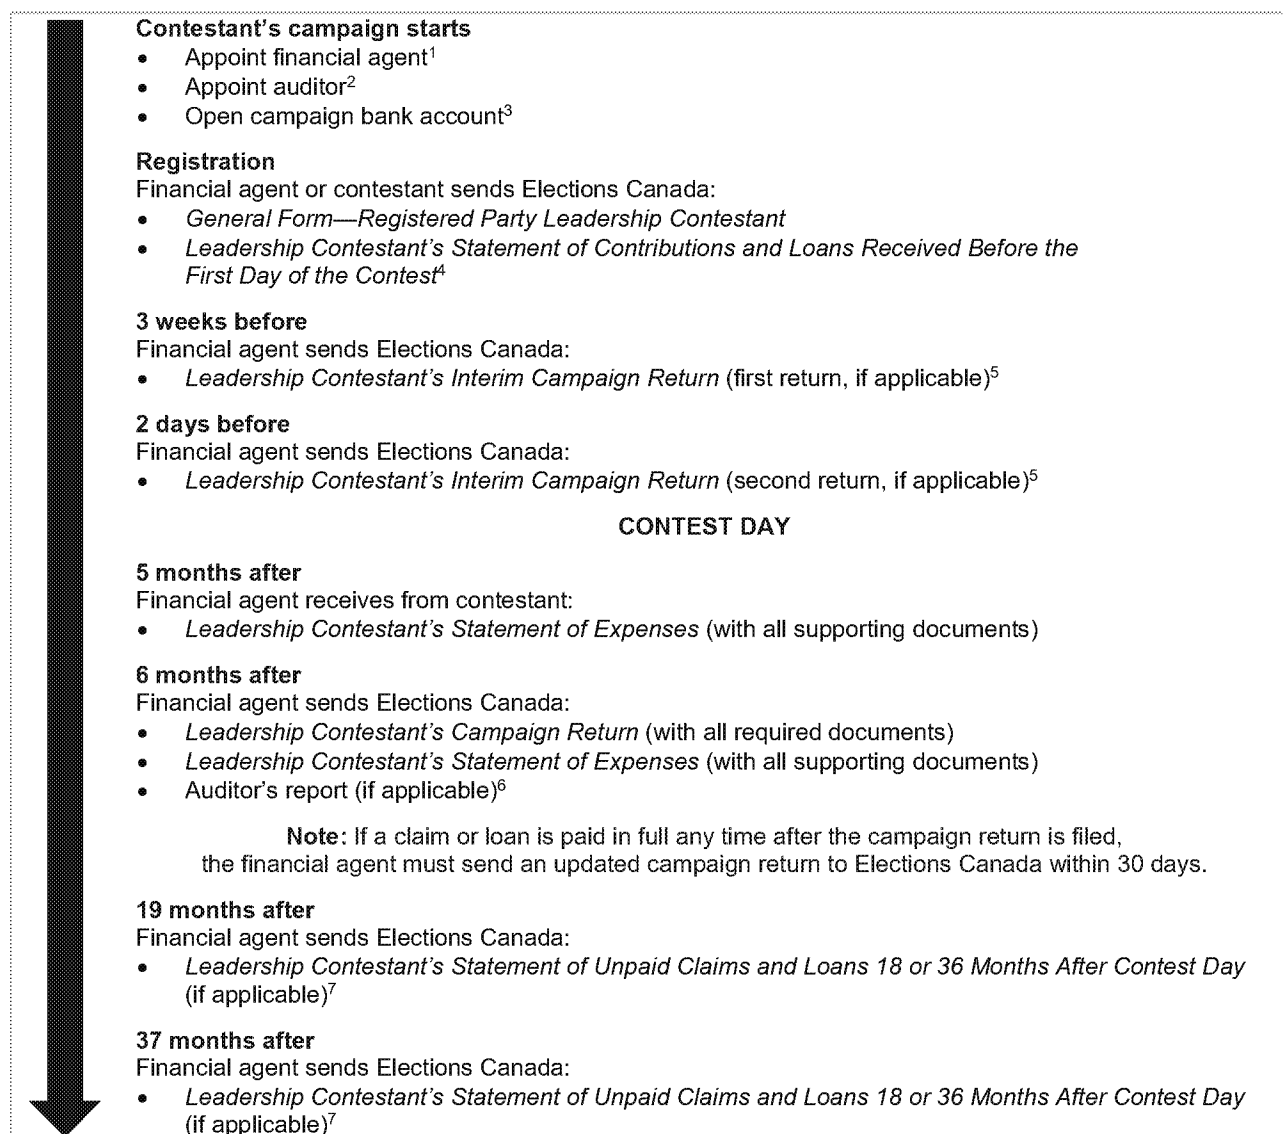 Contestant's campaign starts
• Appoint financial agent¹
• Appoint auditor²
• Open campaign bank account³
Registration
Financial agent or contestant sends Elections Canada:
• General Form—Registered Party Leadership Contestant
• Leadership Contestant's Statement of Contributions and Loans Received Before the
First Day of the Contest⁴
3 weeks before
Financial agent sends Elections Canada:
• Leadership Contestant's Interim Campaign Return (first return, if applicable)⁵
2 days before
Financial agent sends Elections Canada:
• Leadership Contestant's Interim Campaign Return (second return, if applicable)⁵
CONTEST DAY
5 months after
Financial agent receives from contestant:
• Leadership Contestant's Statement of Expenses (with all supporting documents)
6 months after
Financial agent sends Elections Canada:
• Leadership Contestant's Campaign Return (with all required documents)
• Leadership Contestant's Statement of Expenses (with all supporting documents)
• Auditor's report (if applicable)⁶
Note: If a claim or loan is paid in full any time after the campaign return is filed,
the financial agent must send an updated campaign return to Elections Canada within 30 days.
19 months after
Financial agent sends Elections Canada:
• Leadership Contestant's Statement of Unpaid Claims and Loans 18 or 36 Months After Contest Day
(if applicable)⁷
37 months after
Financial agent sends Elections Canada:
• Leadership Contestant's Statement of Unpaid Claims and Loans 18 or 36 Months After Contest Day
(if applicable)⁷